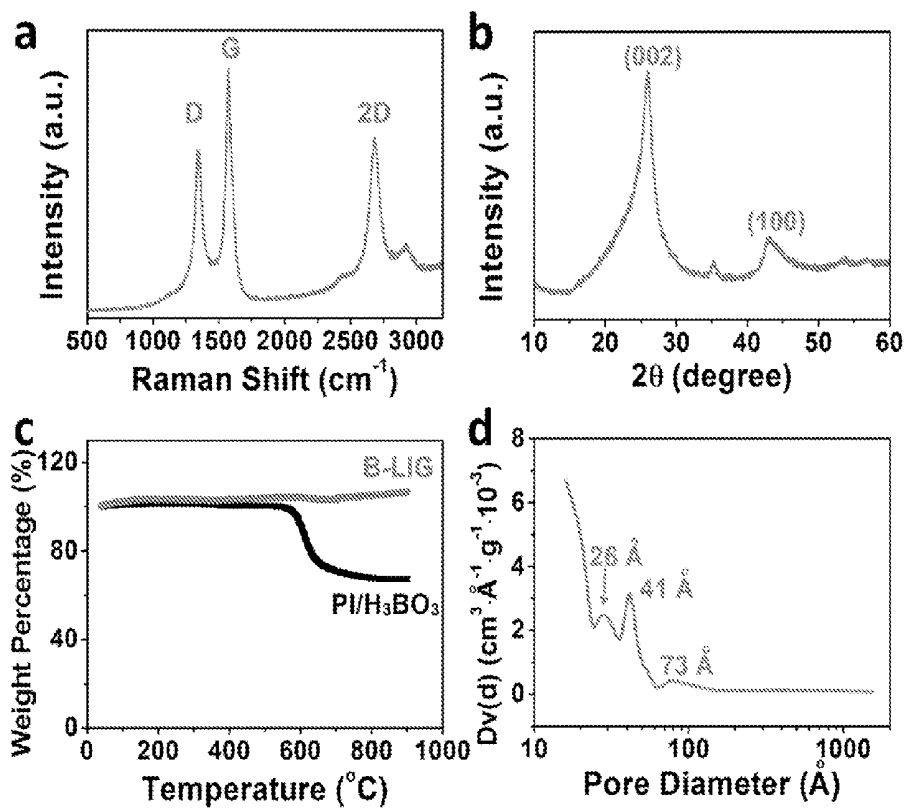 a
Intensity (a.u.)
D
G
2D
500 1000 1500 2000 2500 3000
Raman Shift (cm⁻¹)
b
Intensity (a.u.)
(002)
(100)
10 20 30 40 50 60
2θ (degree)
c
Weight Percentage (%)
120
80
40
0
B-LIG
PI/H₃BO₃
0 200 400 600 800 1000
Temperature (°C)
d
Dv(d) (cm³·Å⁻¹·g⁻¹·10⁻³)
8
6
4
2
0
26 Å
41 Å
73 Å
10 100 1000
Pore Diameter (Å)